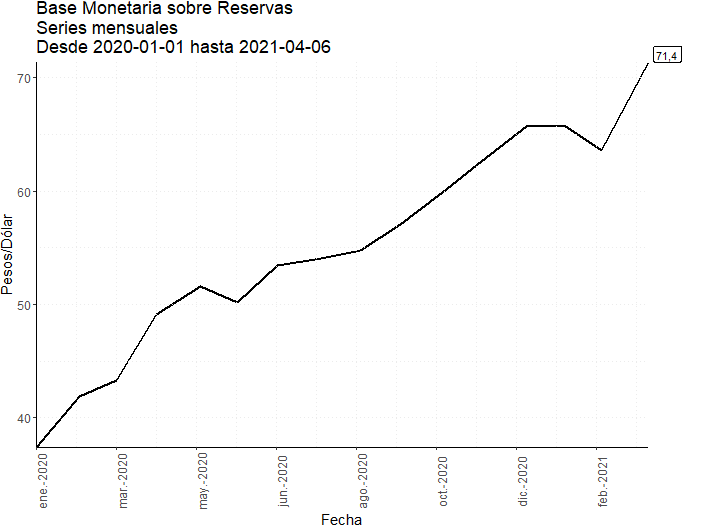 Base Monetaria sobre Reservas
Series mensuales
Desde 2020-01-01 hasta 2021-04-06
71,4
70
60
50
40
Pesos/Dólar
ene.-2020
mar.-2020
may.-2020
jun.-2020
ago.-2020
oct.-2020
dic.-2020
feb.-2021
Fecha